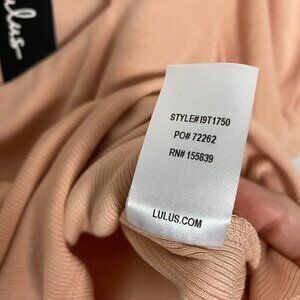 lulus
STYLE#I9T1750
PO# 72262
RN# 155839
LULUS.COM